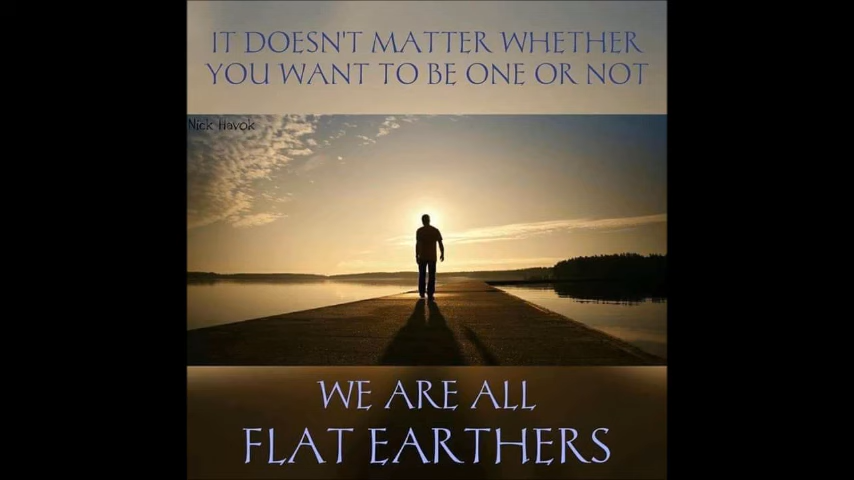 IT DOESN'T MATTER WHETHER
YOU WANT TO BE ONE OR NOT
Nick Havok
WE ARE ALL
FLAT EARTHERS